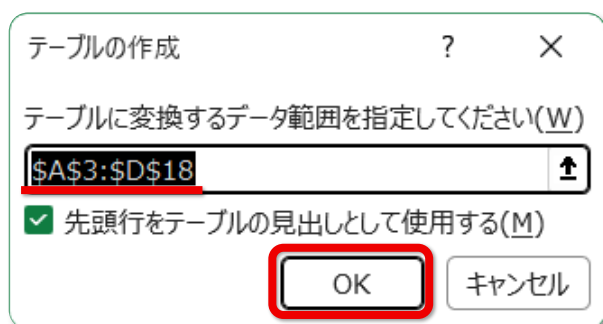 テーブルの作成 ?
テーブルに変換するデータ範囲を指定してください(W)
$A$3:$D$18
先頭行をテーブルの見出しとして使用する(M)
OK キャンセル